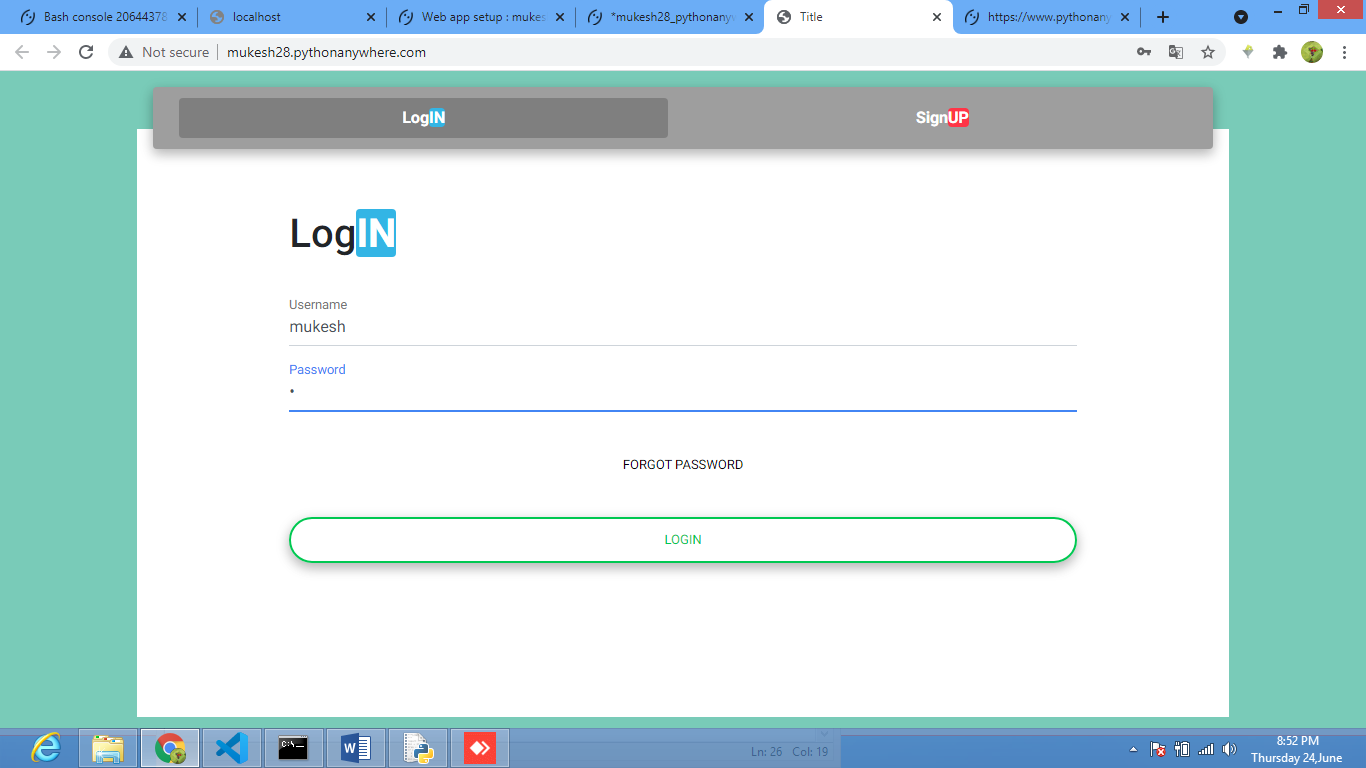 Bash console 20644378
localhost
Web app setup : mukes
*mukesh28_pythonanyw
Title
https://www.pythonany
Not secure
mukesh28.pythonanywhere.com
LogIN
SignUP
LogIN
Username
mukesh
Password
•
FORGOT PASSWORD
LOGIN
Ln: 26 Col: 19
8:52 PM
Thursday 24,June